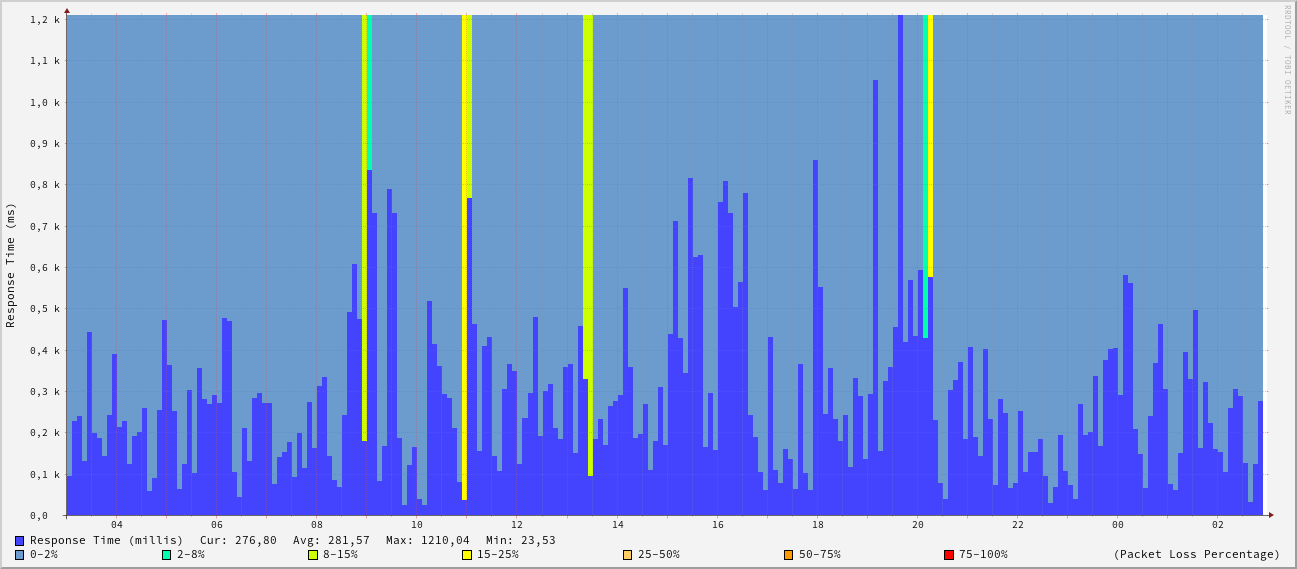 1,2 k
1,1 k
1,0 k
0,9 k
0,8 k
0,7 k
0,6 k
0,5 k
0,4 k
0,3 k
0,2 k
0,1 k
0,0
Response Time (ms)
RRDTOOL / TOBI OETIKER
04 06 08 10 12 14 16 18 20 22 00 02
Response Time (millis) Cur: 276,80 Avg: 281,57 Max: 1210,04 Min: 23,53
0-2% 2-8% 8-15% 15-25% 25-50% 50-75% 75-100% (Packet Loss Percentage)